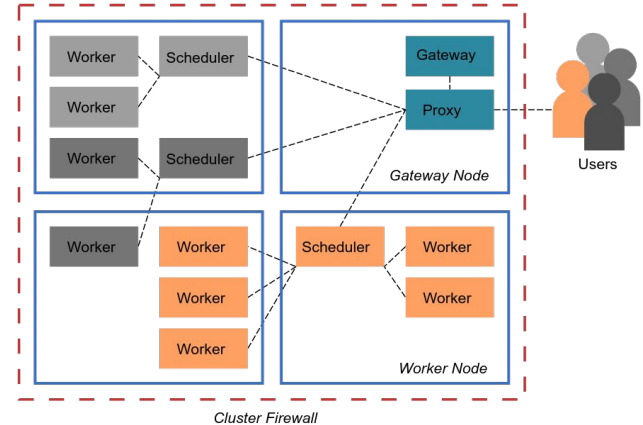 Worker
Scheduler
Gateway
Worker
Proxy
Worker
Scheduler
Users
Gateway Node
Worker
Worker
Scheduler
Worker
Worker
Worker
Worker
Worker Node
Cluster Firewall